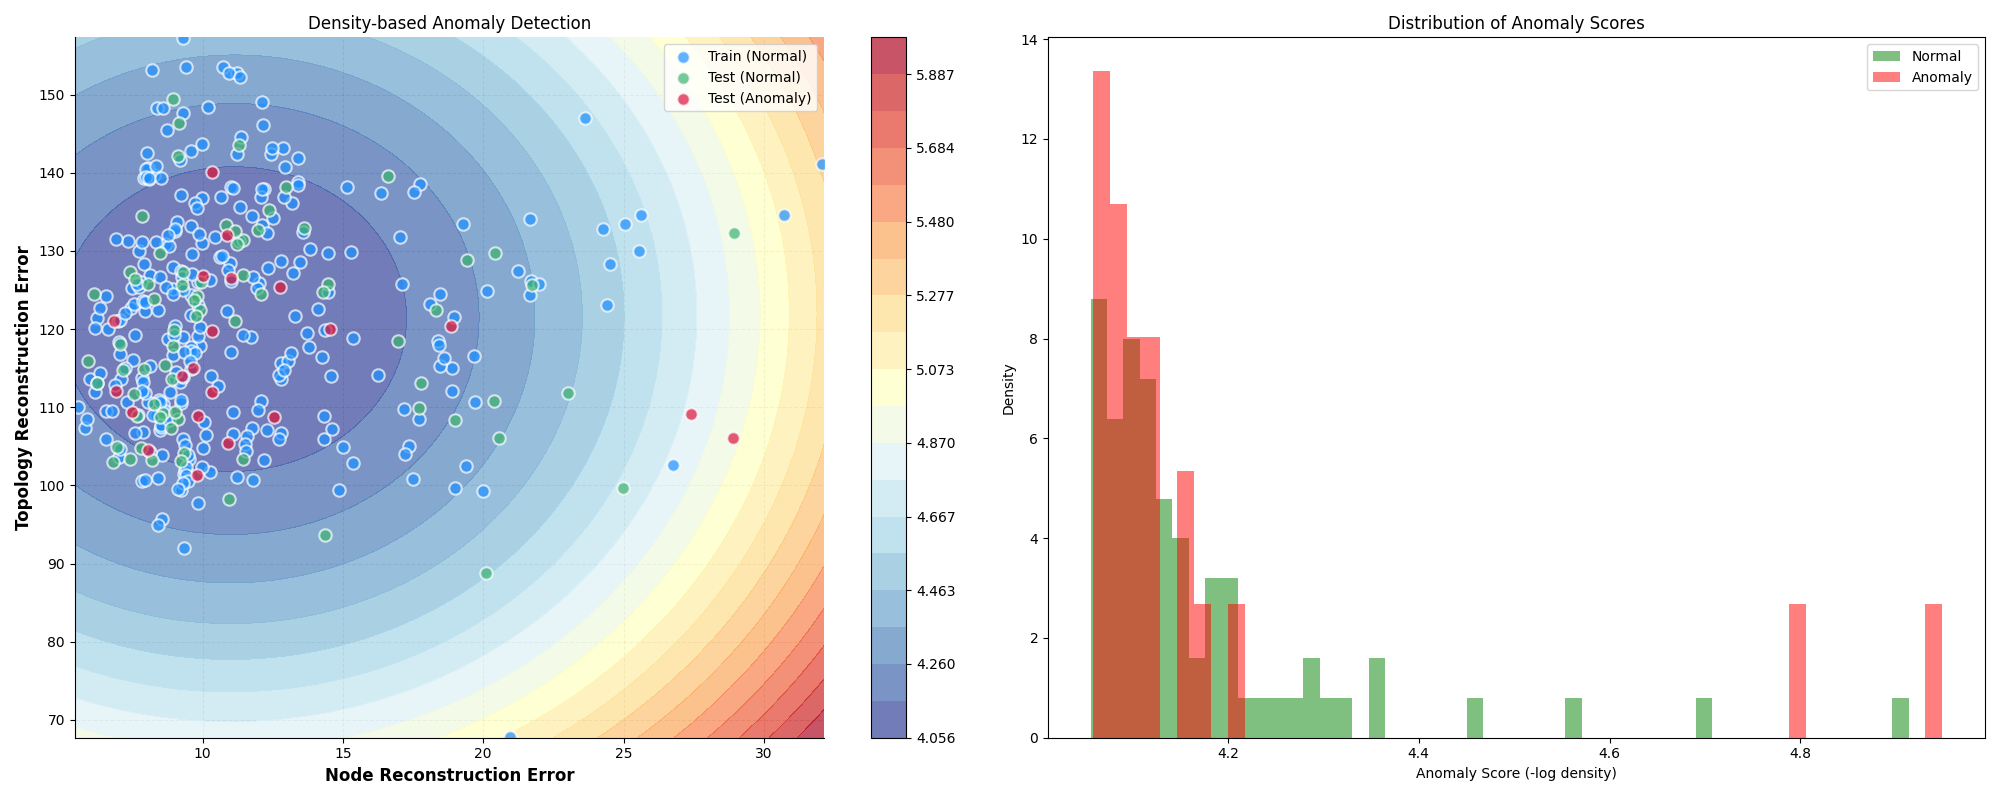 Density-based Anomaly Detection
Train (Normal)
Test (Normal)
Test (Anomaly)
Topology Reconstruction Error
150
140
130
120
110
100
90
80
70
10 15 20 25 30
Node Reconstruction Error
5.887
5.684
5.480
5.277
5.073
4.870
4.667
4.463
4.260
4.056
Distribution of Anomaly Scores
Normal
Anomaly
Density
14
12
10
8
6
4
2
0
4.2 4.4 4.6 4.8
Anomaly Score (-log density)